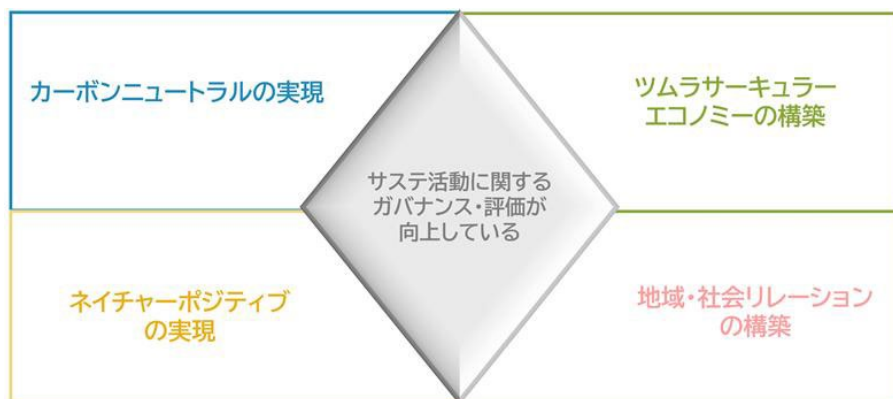 カーボンニュートラルの実現
ツムラサーキュラー
エコノミーの構築
サステ活動に関する
ガバナンス・評価が
向上している
ネイチャーポジティブ
の実現
地域・社会リレーション
の構築